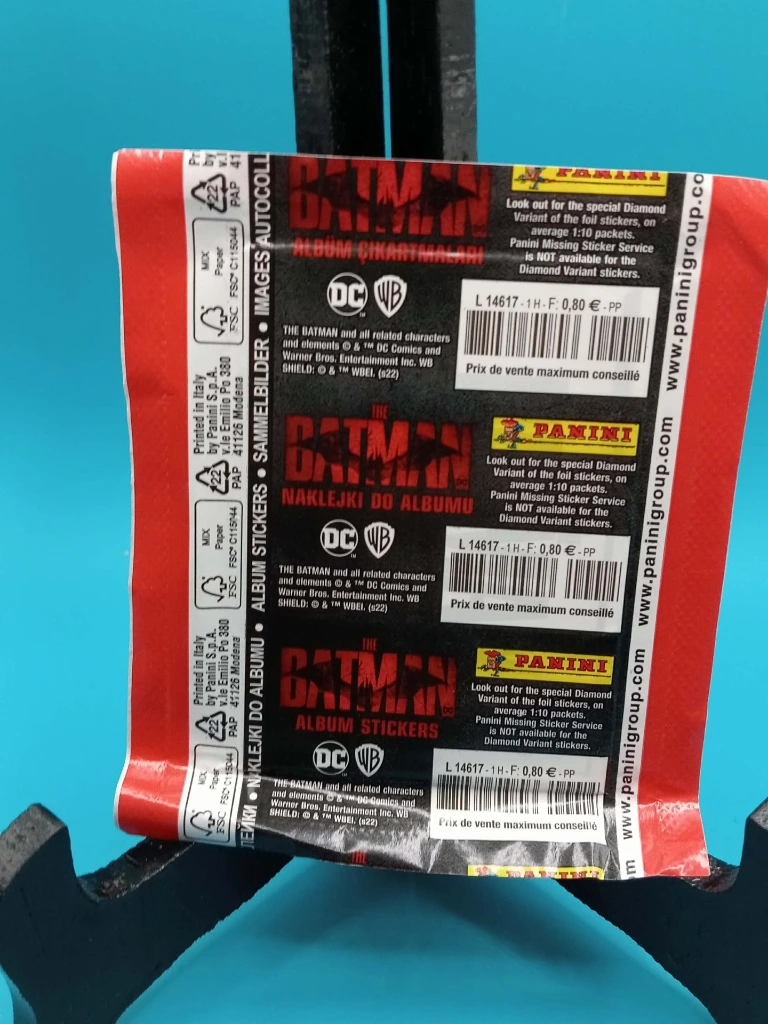 THE
BATMAN
ALBÜM ÇIKARTMALARI
DC WB
THE BATMAN and all related characters
and elements © & ™ DC Comics and
Warner Bros. Entertainment Inc. WB
SHIELD: © & ™ WBEI. (s22)
PANINI
Look out for the special Diamond
Variant of the foil stickers, on
average 1:10 packets.
Panini Missing Sticker Service
is NOT available for the
Diamond Variant stickers.
L 14617 - 1 H - F: 0,80 € - PP
Prix de vente maximum conseillé
THE
BATMAN
NAKLEJKI DO ALBUMU
DC WB
THE BATMAN and all related characters
and elements © & ™ DC Comics and
Warner Bros. Entertainment Inc. WB
SHIELD: © & ™ WBEI. (s22)
PANINI
Look out for the special Diamond
Variant of the foil stickers, on
average 1:10 packets.
Panini Missing Sticker Service
is NOT available for the
Diamond Variant stickers.
L 14617 - 1 H - F: 0,80 € - PP
Prix de vente maximum conseillé
THE
BATMAN
ALBUM STICKERS
DC WB
THE BATMAN and all related characters
and elements © & ™ DC Comics and
Warner Bros. Entertainment Inc. WB
SHIELD: © & ™ WBEI. (s22)
PANINI
Look out for the special Diamond
Variant of the foil stickers, on
average 1:10 packets.
Panini Missing Sticker Service
is NOT available for the
Diamond Variant stickers.
L 14617 - 1 H - F: 0,80 € - PP
Prix de vente maximum conseillé
PANINI
• NAKLEJKI DO ALBUMU • ALBUM STICKERS • SAMMELBILDER • IMAGES AUTOCOLL
22
PAP
MIX
Paper
FSC® C115044
FSC
Printed in Italy
by Panini S.p.A.
v.le Emilio Po 380
41126 Modena
22
PAP
MIX
Paper
FSC® C115044
FSC
Printed in Italy
by Panini S.p.A.
v.le Emilio Po 380
41126 Modena
22
PAP
MIX
Paper
FSC® C115044
FSC
www.paninigroup.co
www.paninigroup.com
www.paninigroup.com